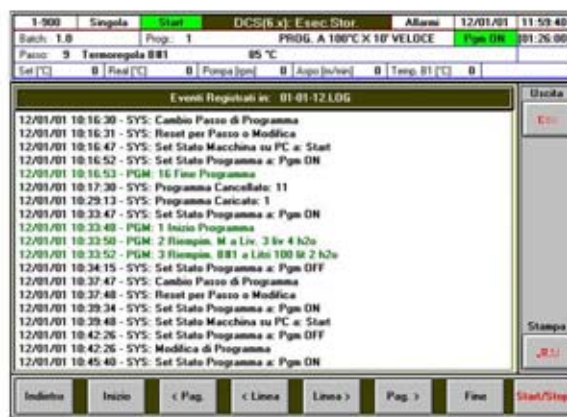 1-900 Singola Start DCS(6.x): Esec.Stor. Allarmi 12/01/01 11:59:40
Batch: 1.0 Progr.: 1 PROG. A 100°C X 10' VELOCE Pgm ON 01:26:00
Passo: 9 Termoregola B#1 85 °C
Set [°C] 0 Real [°C] 0 Pompa [rpm] 0 Aspo [m/min] 0 Temp. B1 [°C] 0
Eventi Registrati in: 01-01-12.LOG
Uscita
Esc
12/01/01 10:16:30 - SYS: Cambio Passo di Programma
12/01/01 10:16:31 - SYS: Reset per Passo o Modifica
12/01/01 10:16:47 - SYS: Set Stato Macchina su PC a: Start
12/01/01 10:16:52 - SYS: Set Stato Programma a: Pgm ON
12/01/01 10:16:53 - PGM: 16 Fine Programma
12/01/01 10:17:30 - SYS: Programma Cancellato: 11
12/01/01 10:29:13 - SYS: Programma Caricato: 1
12/01/01 10:33:47 - SYS: Set Stato Programma a: Pgm ON
12/01/01 10:33:48 - PGM: 1 Inizio Programma
12/01/01 10:33:50 - PGM: 2 Riempim. M a Liv. 3 liv 4 h2o
12/01/01 10:33:52 - PGM: 3 Riempim. B#1 a Litri 100 lit 2 h2o
12/01/01 10:34:15 - SYS: Set Stato Programma a: Pgm OFF
12/01/01 10:37:47 - SYS: Cambio Passo di Programma
12/01/01 10:37:48 - SYS: Reset per Passo o Modifica
12/01/01 10:39:34 - SYS: Set Stato Programma a: Pgm ON
12/01/01 10:39:48 - SYS: Set Stato Macchina su PC a: Start
12/01/01 10:42:26 - SYS: Set Stato Programma a: Pgm OFF
12/01/01 10:42:26 - SYS: Modifica di Programma
12/01/01 10:45:40 - SYS: Set Stato Programma a: Pgm ON
Stampa
Indietro Inizio < Pag. < Linea Linea > Pag. > Fine Start/Stop